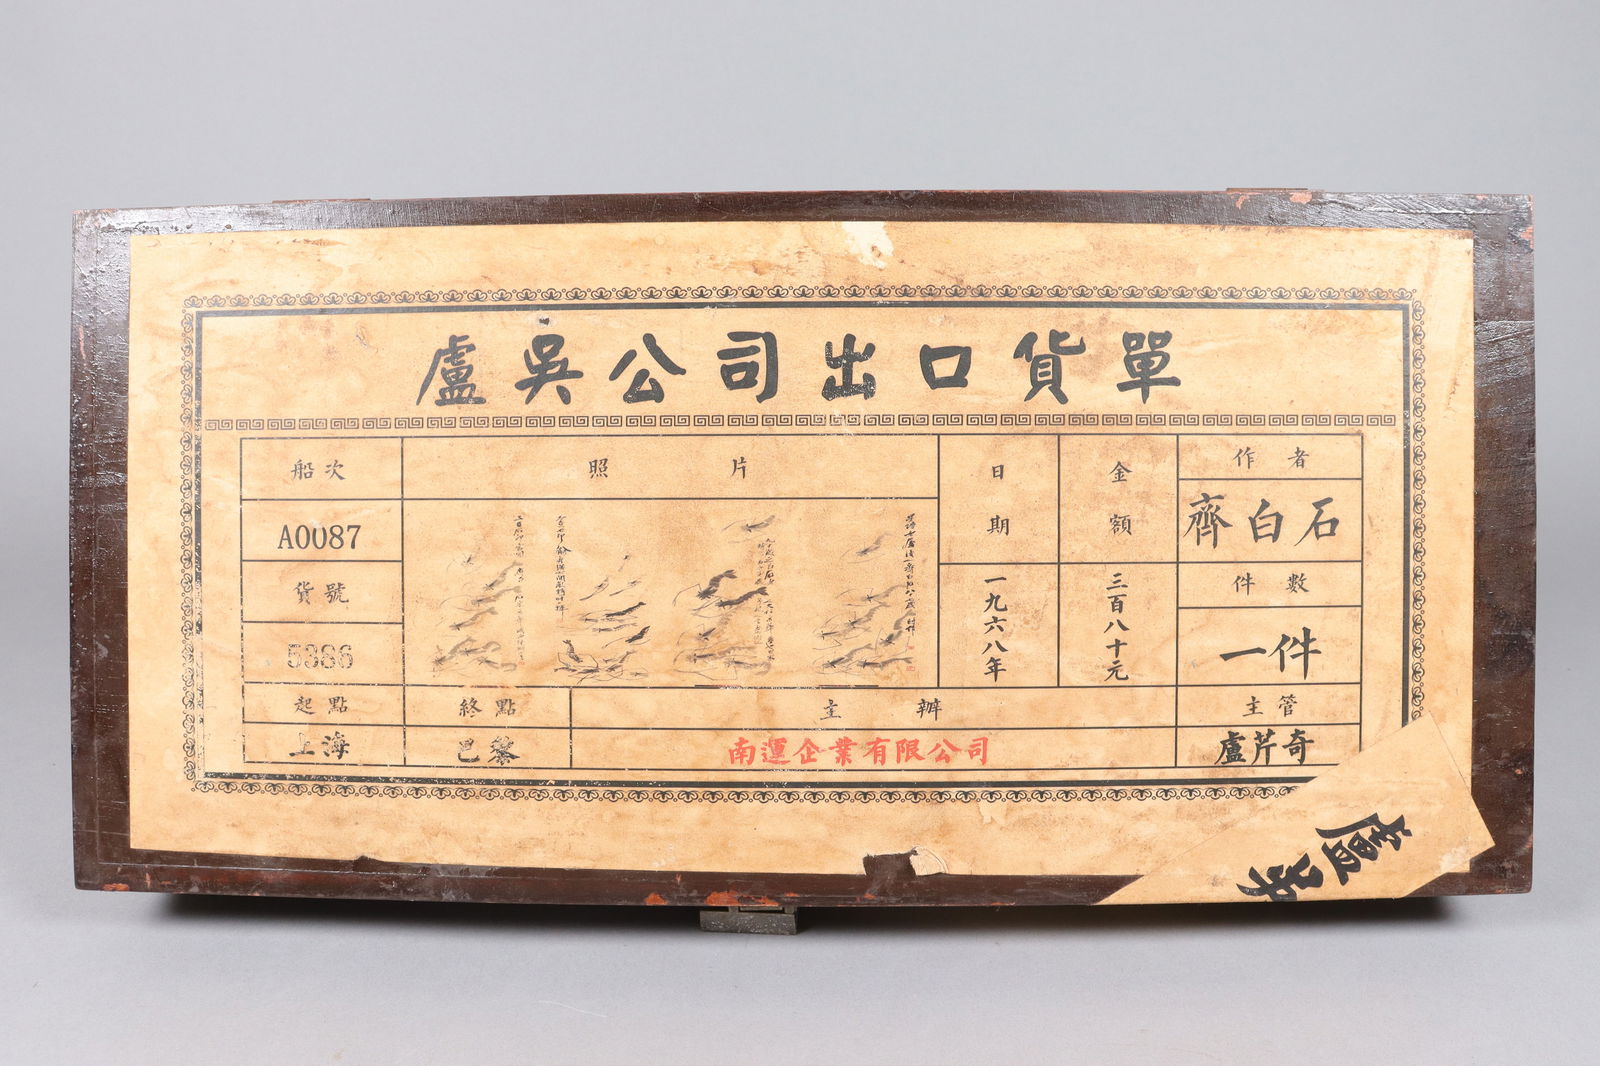 盧吳公司出口貨單
船次
照片
日期
金額
作者
A0087
齊白石
貨號
5386
一九六八年
三百八十元
件數
一件
起點
終點
主辦
主管
上海
巴黎
南運企業有限公司
盧芹奇
盧吳